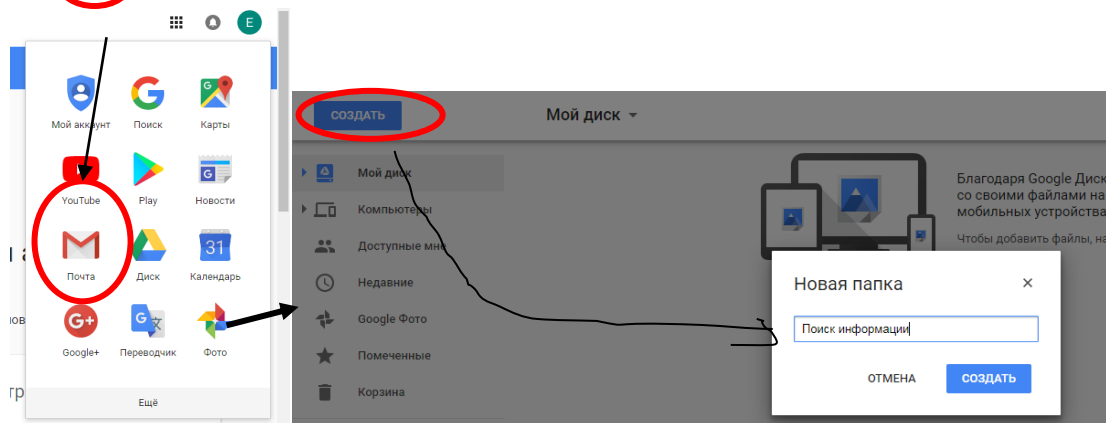 E
Мой аккаунт
Поиск
Карты
YouTube
Play
Новости
31
Почта
Диск
Календарь
Google+
Переводчик
Фото
Ещё
СОЗДАТЬ
Мой диск
Мой диск
Компьютеры
Доступные мне
Недавние
Google Фото
Помеченные
Корзина
Благодаря Google Диск
со своими файлами на
мобильных устройства
Чтобы добавить файлы, на
Новая папка
Поиск информации
ОТМЕНА
СОЗДАТЬ